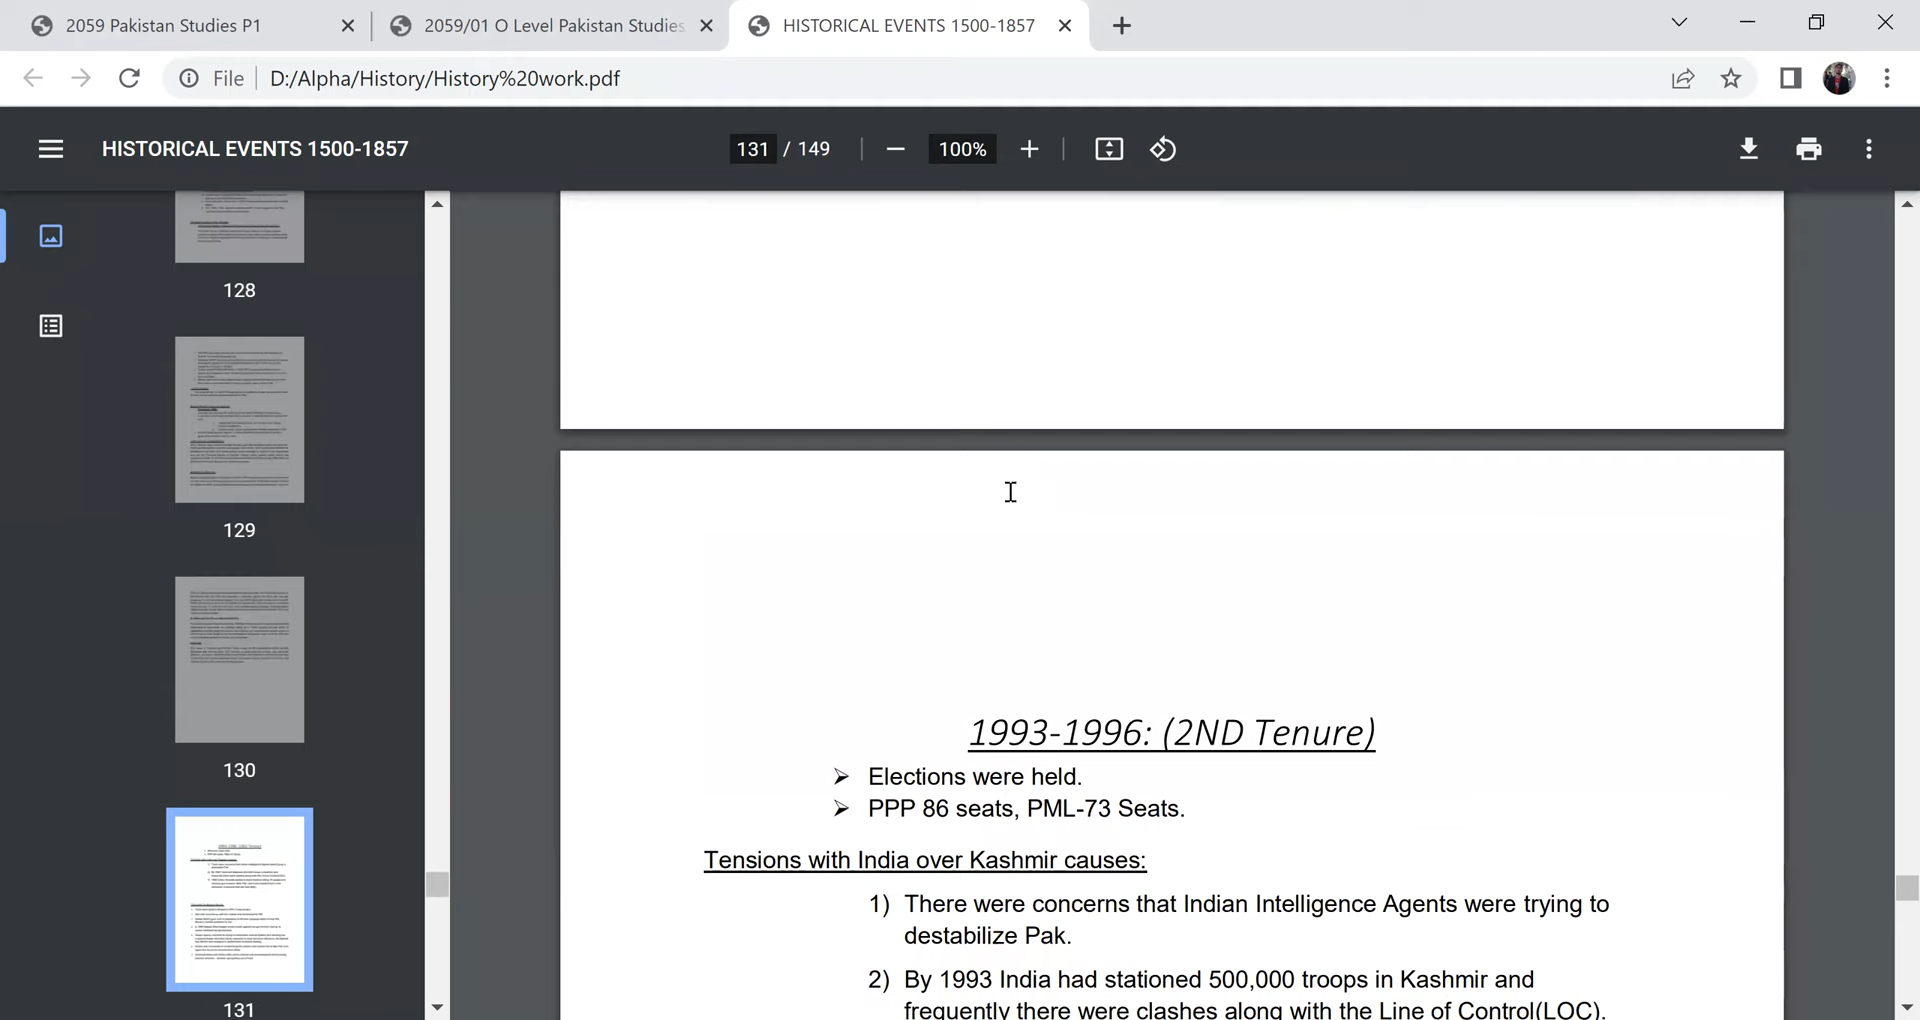 2059 Pakistan Studies P1
2059/01 O Level Pakistan Studies
HISTORICAL EVENTS 1500-1857
File
D:/Alpha/History/History%20work.pdf
HISTORICAL EVENTS 1500-1857
131 / 149
100%
128
129
130
131
1993-1996: (2ND Tenure)
➢ Elections were held.
➢ PPP 86 seats, PML-73 Seats.
Tensions with India over Kashmir causes:
1) There were concerns that Indian Intelligence Agents were trying to
destabilize Pak.
2) By 1993 India had stationed 500,000 troops in Kashmir and
frequently there were clashes along with the Line of Control(LOC).